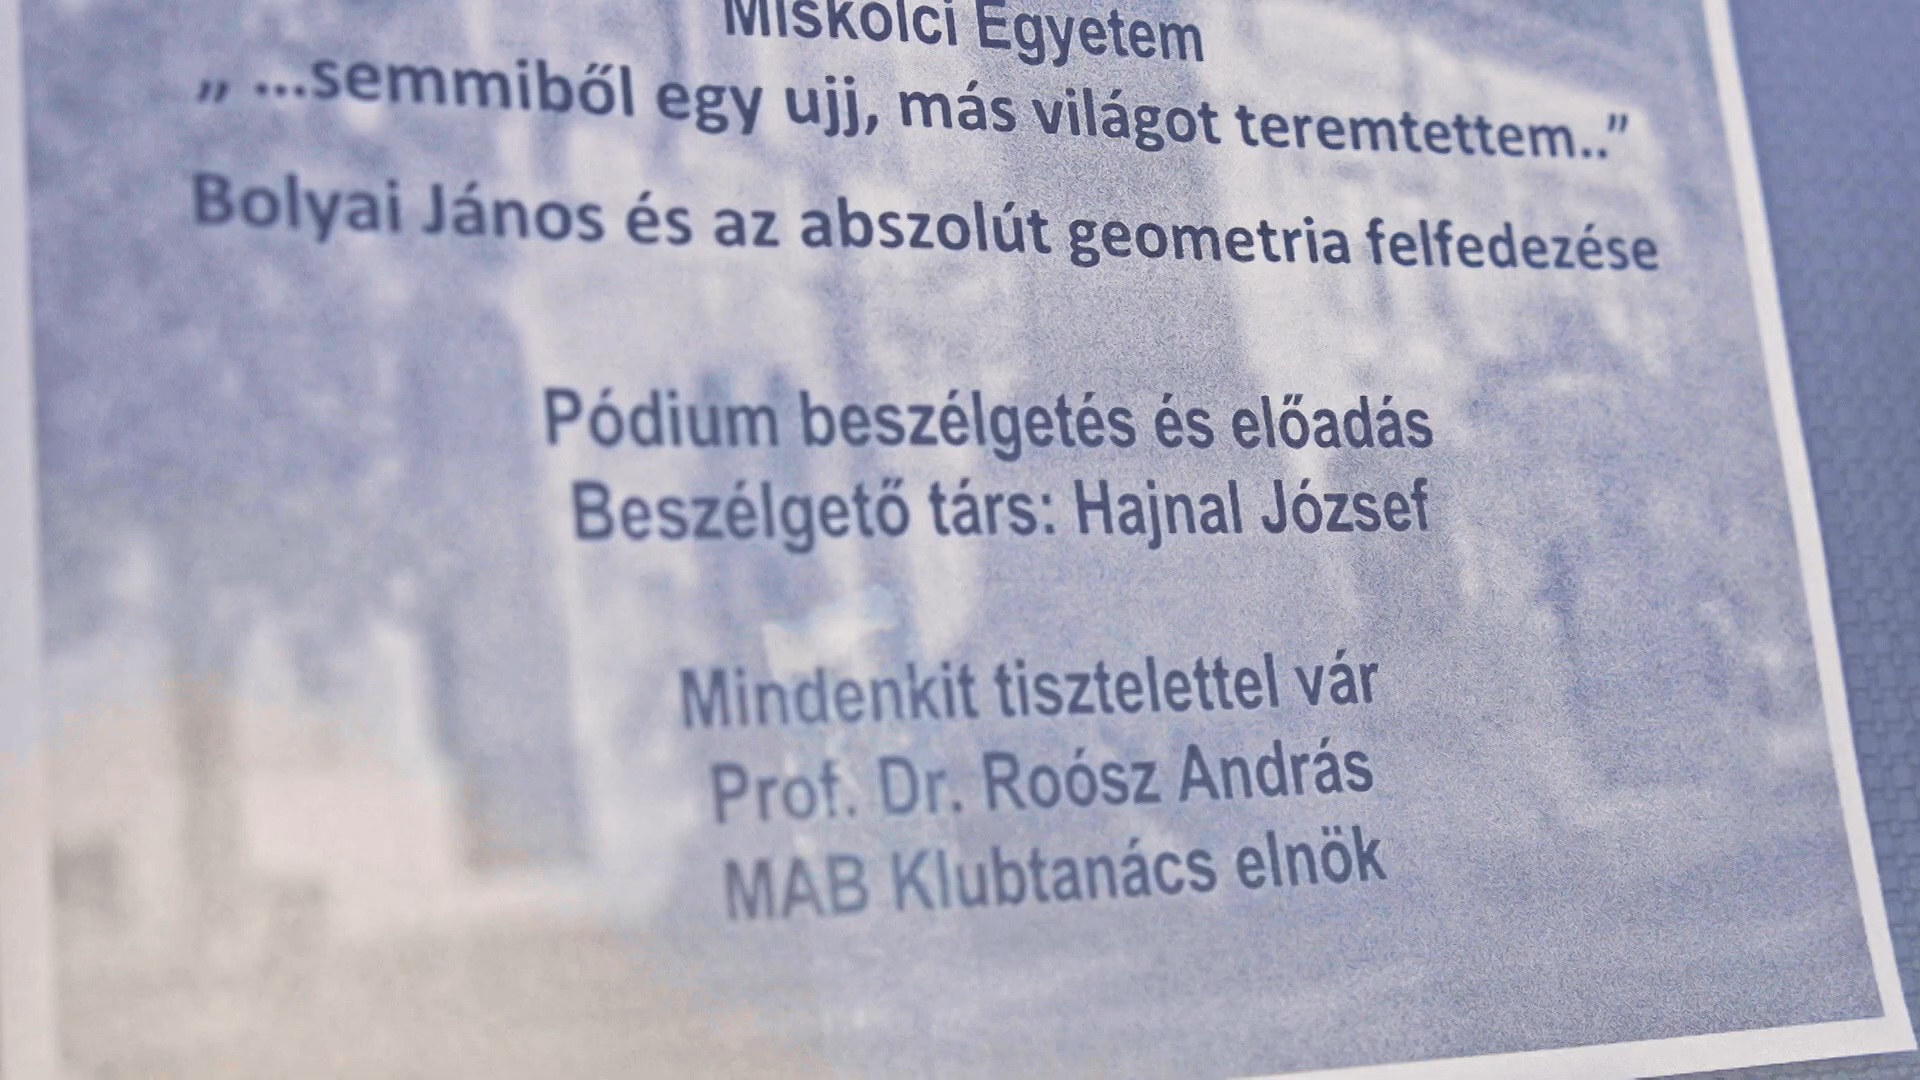 Miskolci Egyetem
„ ...semmiből egy ujj, más világot teremtettem..”
Bolyai János és az abszolút geometria felfedezése
Pódium beszélgetés és előadás
Beszélgető társ: Hajnal József
Mindenkit tisztelettel vár
Prof. Dr. Roósz András
MAB Klubtanács elnök